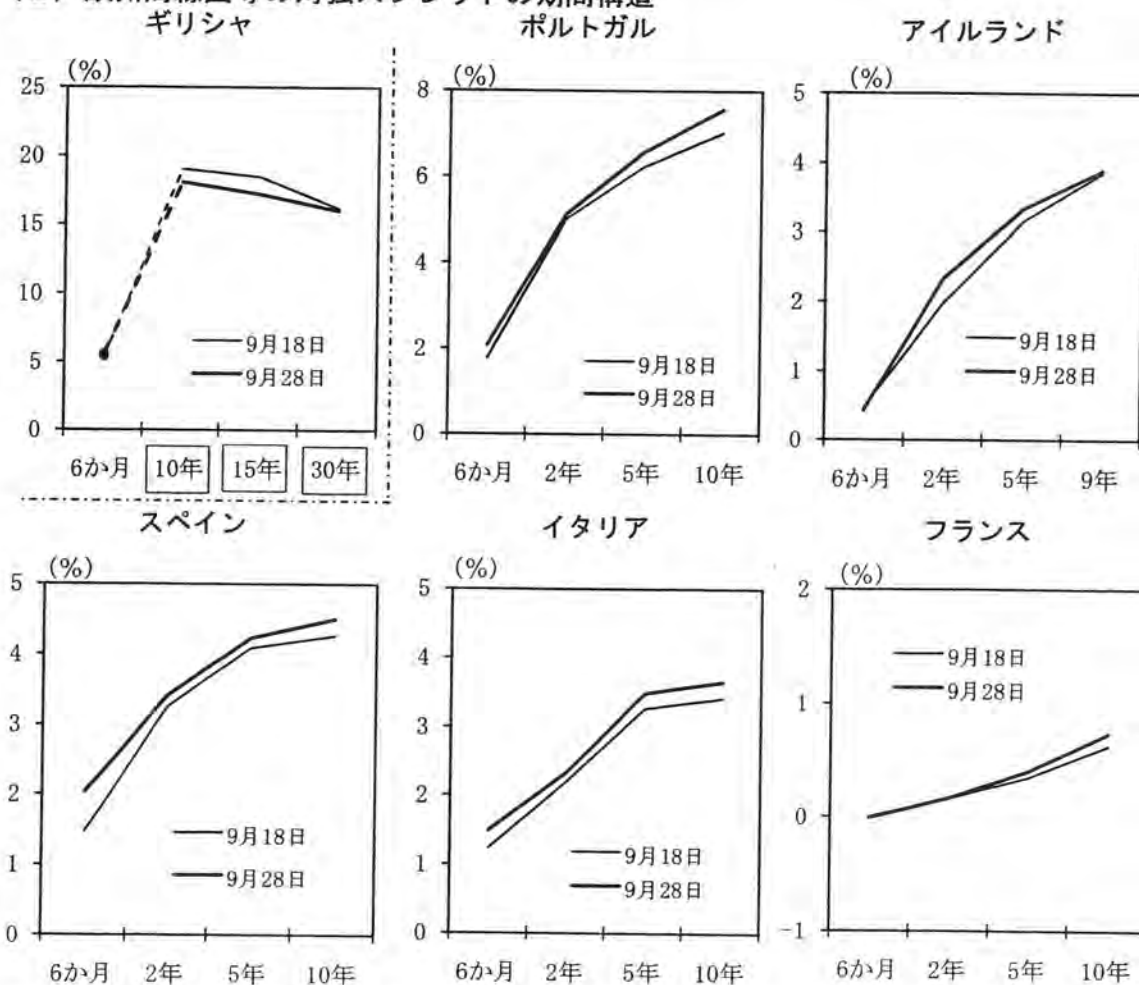 ギリシャ
ポルトガル
アイルランド
(%)
25
20
15
10
5
0
9月18日
9月28日
6か月 10年 15年 30年
(%)
8
6
4
2
0
9月18日
9月28日
6か月 2年 5年 10年
(%)
5
4
3
2
1
0
9月18日
9月28日
6か月 2年 5年 9年
スペイン
イタリア
フランス
(%)
5
4
3
2
1
0
9月18日
9月28日
6か月 2年 5年 10年
(%)
5
4
3
2
1
0
9月18日
9月28日
6か月 2年 5年 10年
(%)
2
1
0
-1
9月18日
9月28日
6か月 2年 5年 10年